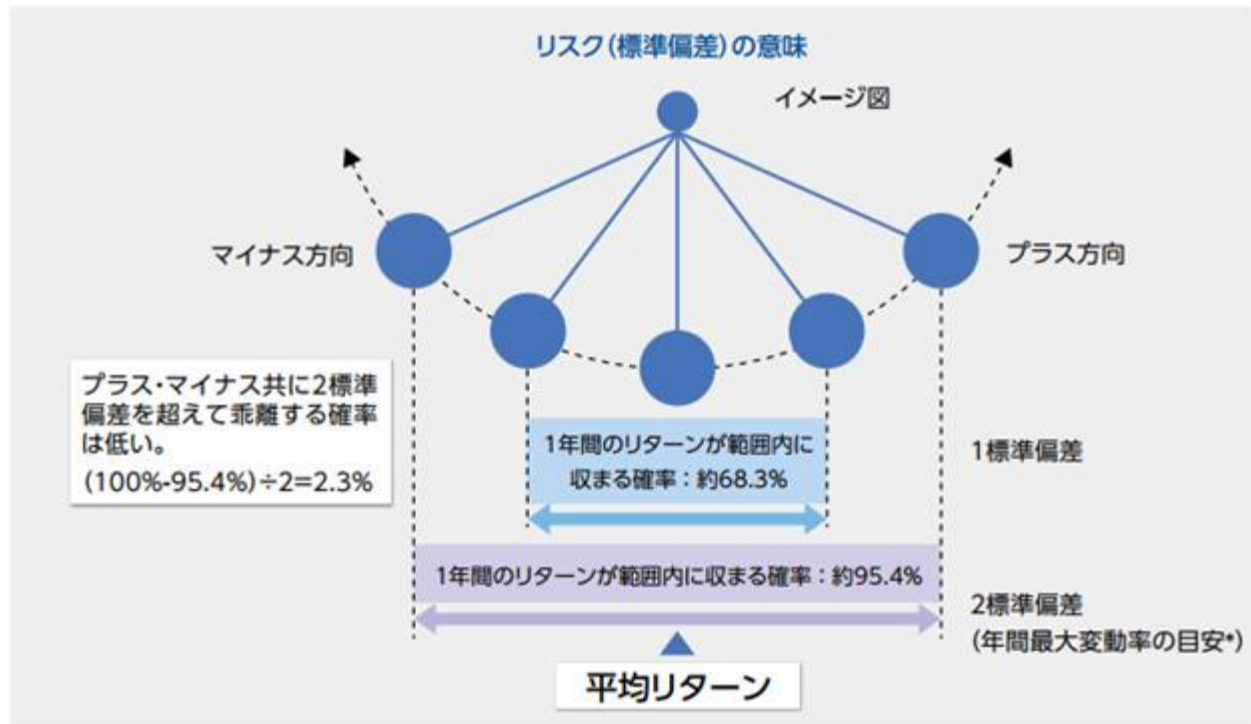 リスク(標準偏差)の意味
イメージ図
マイナス方向
プラス方向
プラス・マイナス共に2標準
偏差を超えて乖離する確率
は低い。
(100%-95.4%)÷2=2.3%
1年間のリターンが範囲内に
収まる確率：約68.3%
1標準偏差
1年間のリターンが範囲内に収まる確率：約95.4%
2標準偏差
(年間最大変動率の目安*)
平均リターン